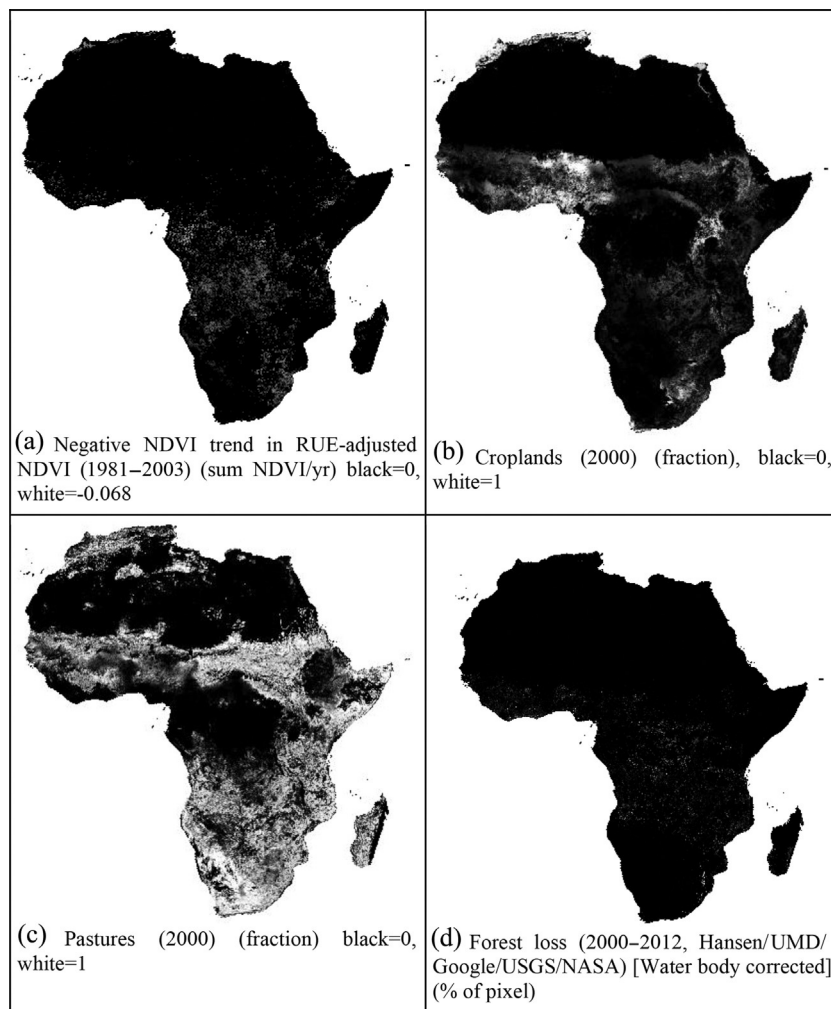 (a) Negative NDVI trend in RUE-adjusted
NDVI (1981–2003) (sum NDVI/yr) black=0,
white=-0.068
(b) Croplands (2000) (fraction), black=0,
white=1
(c) Pastures (2000) (fraction) black=0,
white=1
(d) Forest loss (2000–2012, Hansen/UMD/
Google/USGS/NASA) [Water body corrected]
(% of pixel)